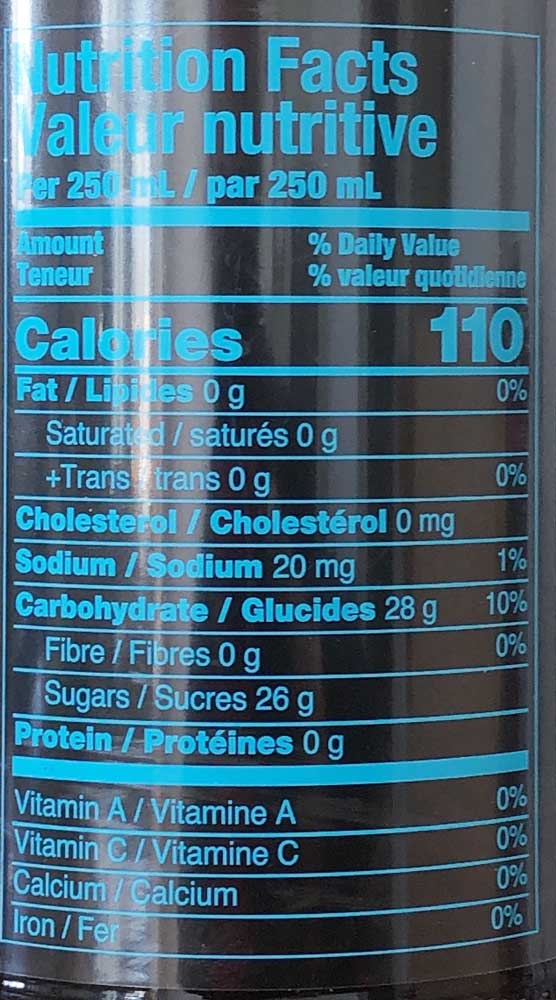 Nutrition Facts
Valeur nutritive
Per 250 mL / par 250 mL
Amount % Daily Value
Teneur % valeur quotidienne
Calories 110
Fat / Lipides 0 g 0%
Saturated / saturés 0 g
+Trans / trans 0 g 0%
Cholesterol / Cholestérol 0 mg
Sodium / Sodium 20 mg 1%
Carbohydrate / Glucides 28 g 10%
Fibre / Fibres 0 g 0%
Sugars / Sucres 26 g
Protein / Protéines 0 g
Vitamin A / Vitamine A 0%
Vitamin C / Vitamine C 0%
Calcium / Calcium 0%
Iron / Fer 0%